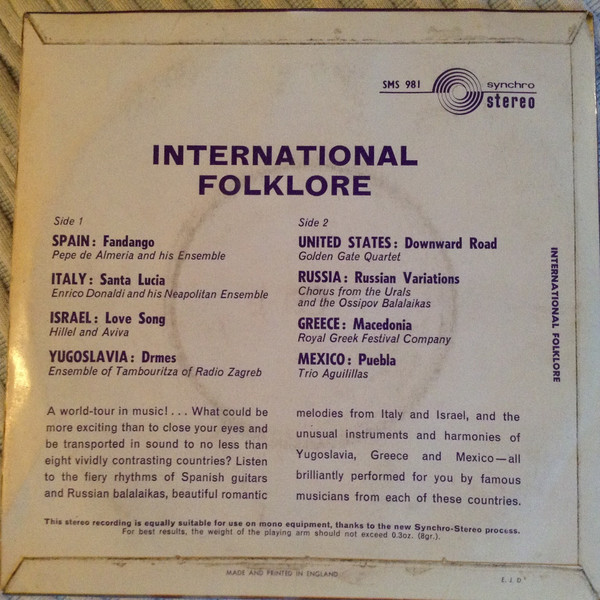 SMS 981
synchro
stereo
INTERNATIONAL
FOLKLORE
Side 1
SPAIN: Fandango
Pepe de Almeria and his Ensemble
ITALY: Santa Lucia
Enrico Donaldi and his Neapolitan Ensemble
ISRAEL: Love Song
Hillel and Aviva
YUGOSLAVIA: Drmes
Ensemble of Tambouritza of Radio Zagreb
Side 2
UNITED STATES: Downward Road
Golden Gate Quartet
RUSSIA: Russian Variations
Chorus from the Urals
and the Ossipov Balalaikas
GREECE: Macedonia
Royal Greek Festival Company
MEXICO: Puebla
Trio Aguilillas
INTERNATIONAL FOLKLORE
A world-tour in music! . . . What could be
more exciting than to close your eyes and
be transported in sound to no less than
eight vividly contrasting countries? Listen
to the fiery rhythms of Spanish guitars
and Russian balalaikas, beautiful romantic
melodies from Italy and Israel, and the
unusual instruments and harmonies of
Yugoslavia, Greece and Mexico—all
brilliantly performed for you by famous
musicians from each of these countries.
This stereo recording is equally suitable for use on mono equipment, thanks to the new Synchro-Stereo process.
For best results, the weight of the playing arm should not exceed 0.3oz. (8gr.).
MADE AND PRINTED IN ENGLAND